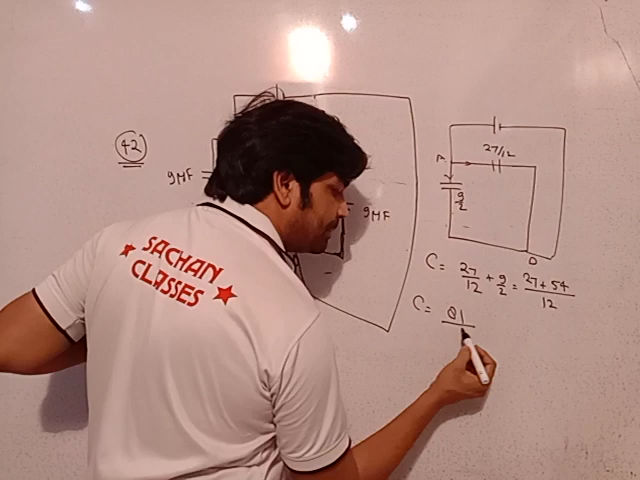 42
9MF
9MF
A
27/12
9/2
D
C = 27/12 + 9/2 = 27+54/12
C = 81
SACHAN
CLASSES